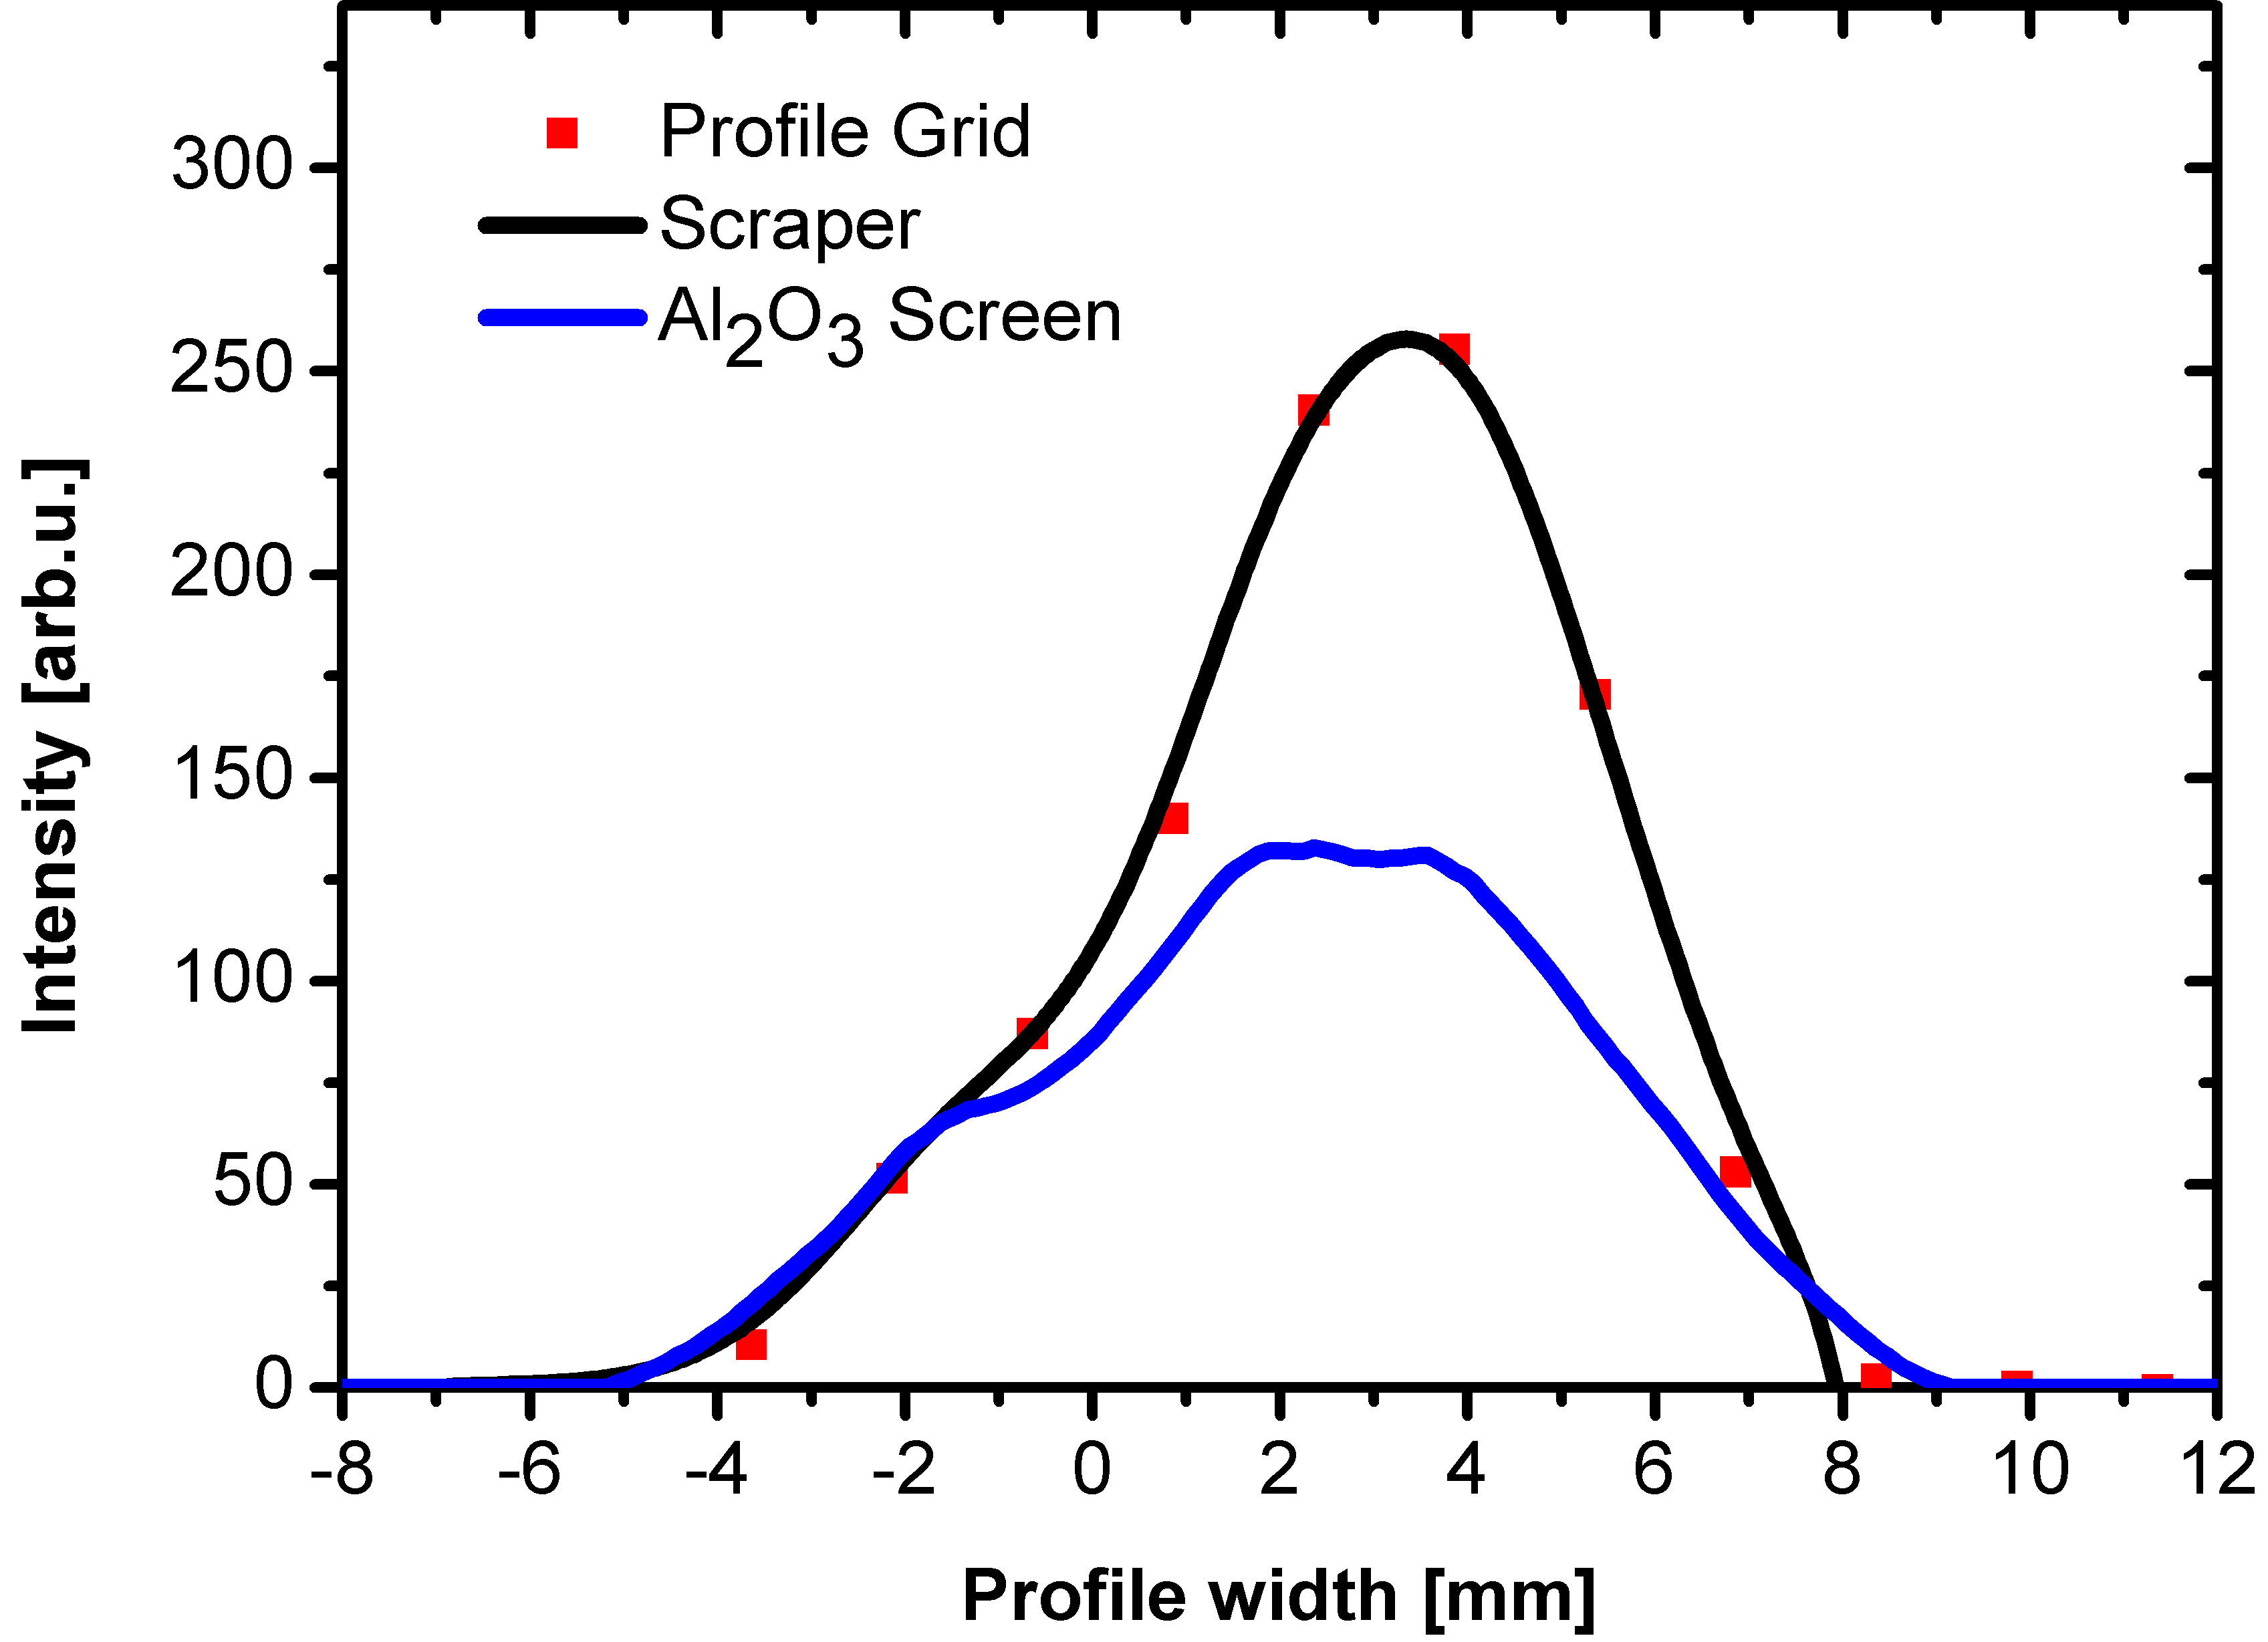 Profile Grid
Scraper
Al₂O₃ Screen
300
250
200
150
100
50
0
Intensity [arb.u.]
-8 -6 -4 -2 0 2 4 6 8 10 12
Profile width [mm]